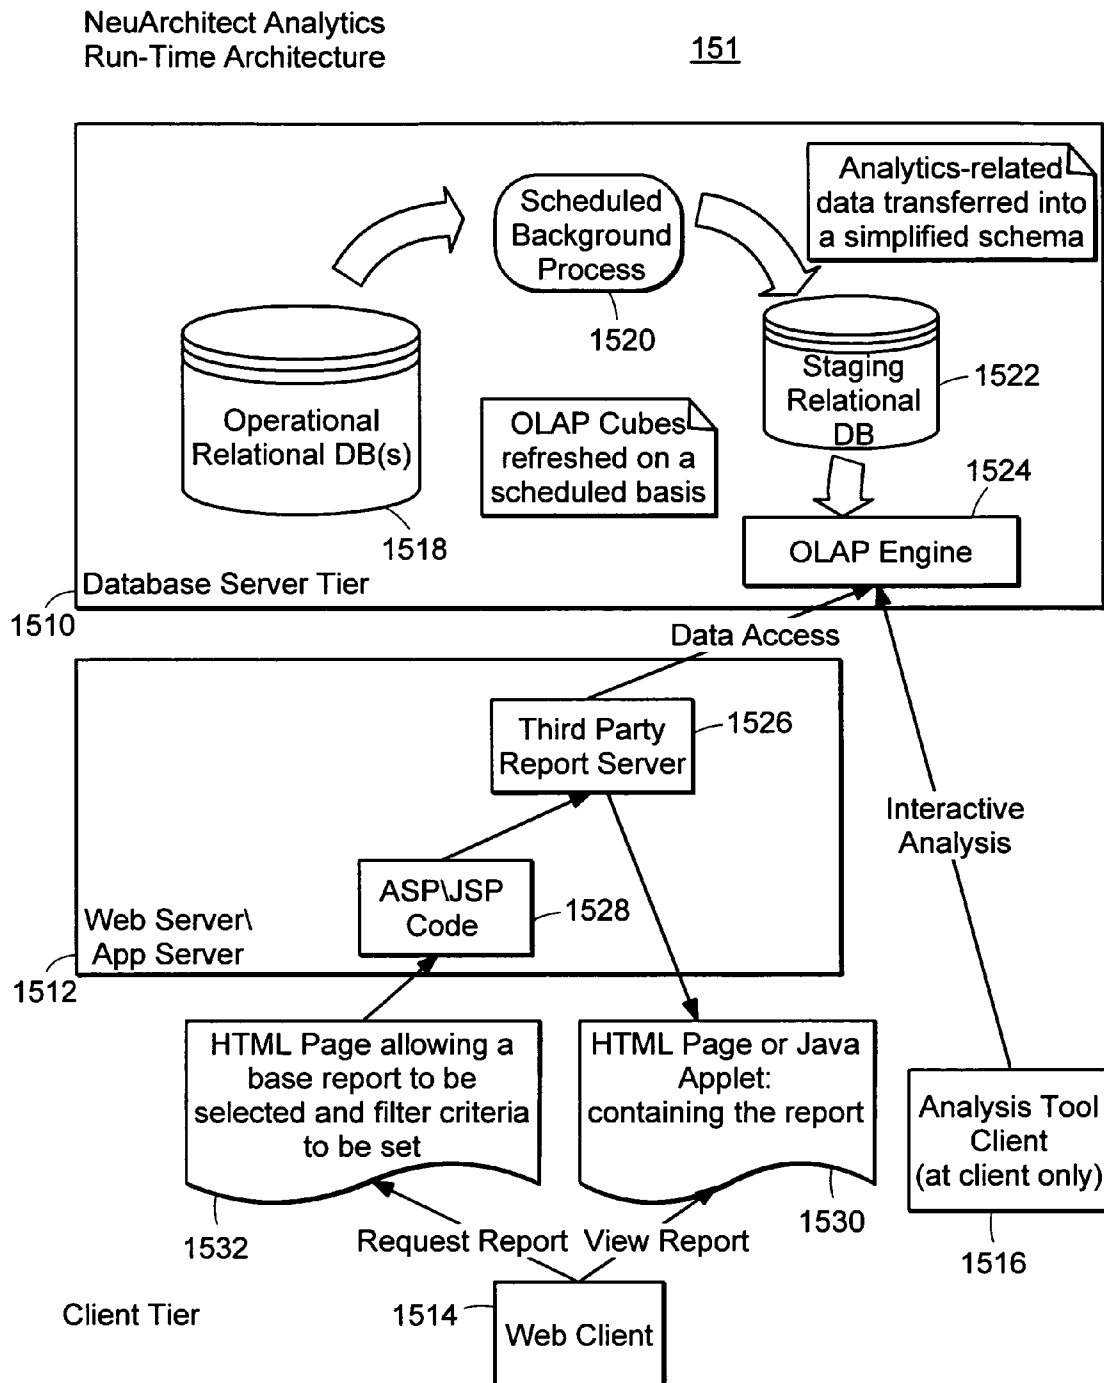 NeuArchitect Analytics
Run-Time Architecture
151
Analytics-related
data transferred into
a simplified schema
Scheduled
Background
Process
1520
Operational
Relational DB(s)
1518
OLAP Cubes
refreshed on a
scheduled basis
Staging
Relational
DB
1522
1524
OLAP Engine
Database Server Tier
1510
Data Access
Third Party
Report Server
1526
Interactive
Analysis
ASP\JSP
Code
1528
Web Server\
App Server
1512
HTML Page allowing a
base report to be
selected and filter criteria
to be set
1532
HTML Page or Java
Applet:
containing the report
1530
Analysis Tool
Client
(at client only)
1516
Request Report
View Report
Client Tier
1514
Web Client